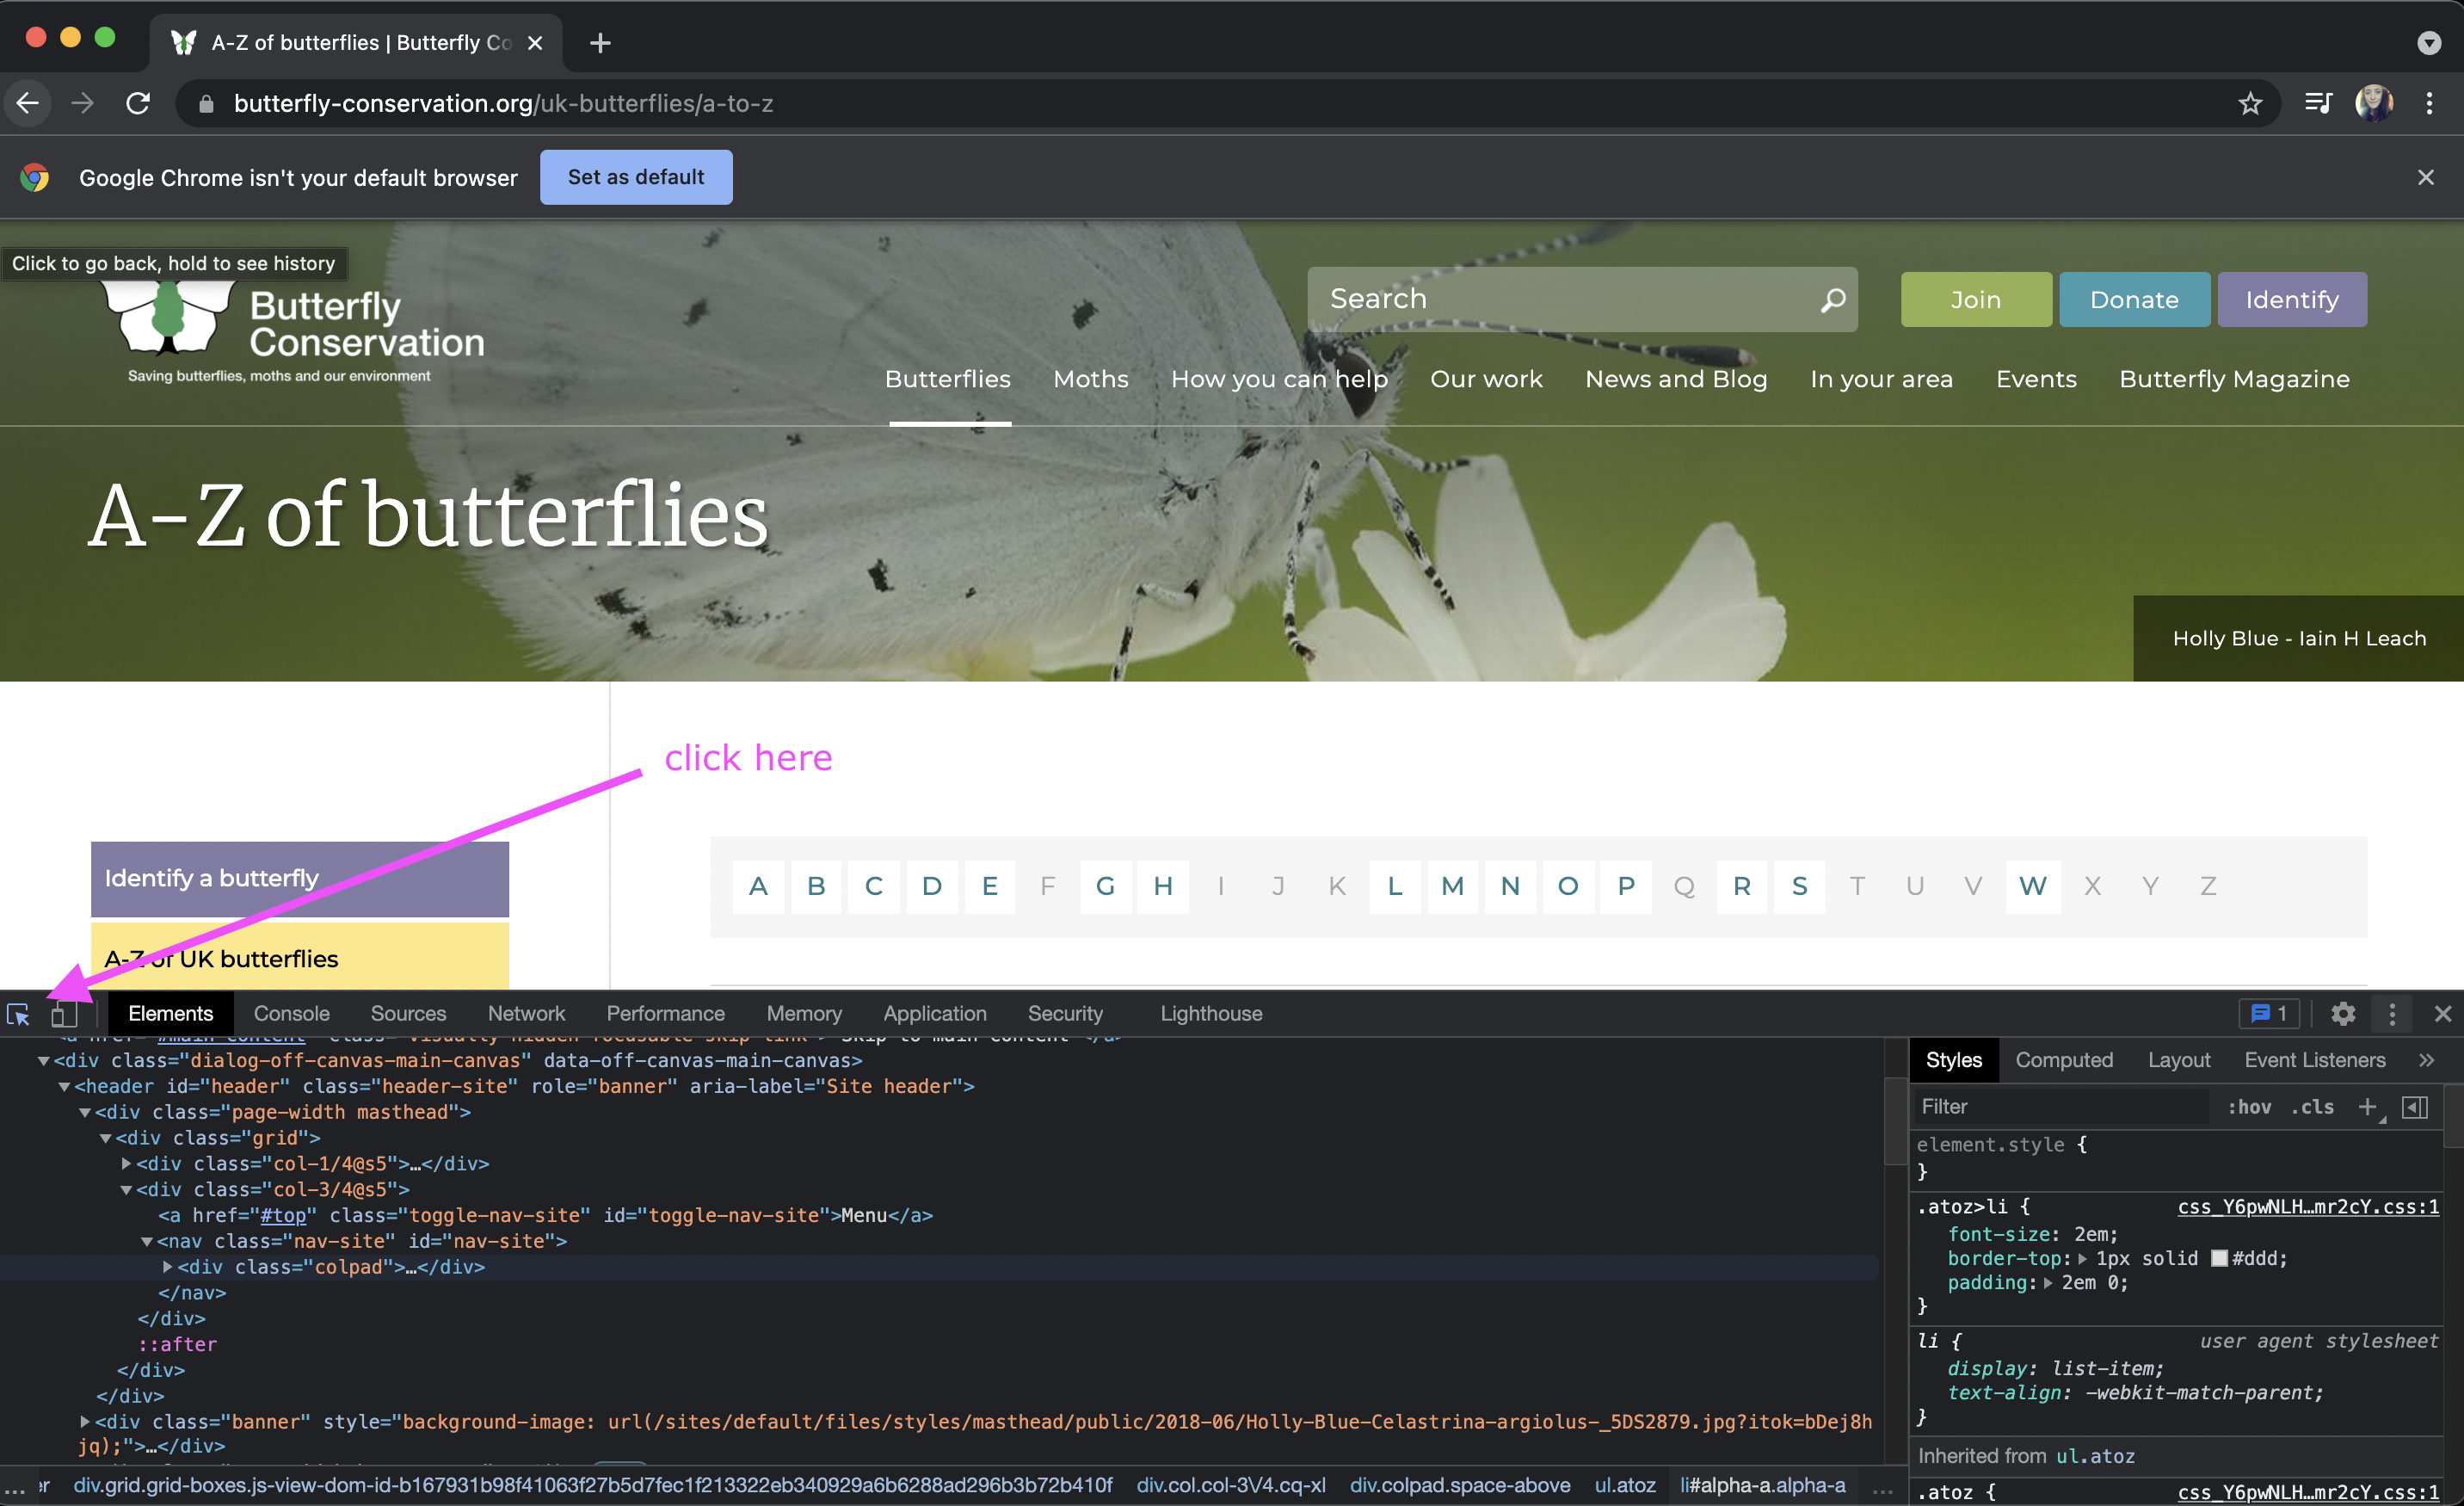 A-Z of butterflies | Butterfly Co
butterfly-conservation.org/uk-butterflies/a-to-z
Google Chrome isn't your default browser
Set as default
Click to go back, hold to see history
Butterfly
Conservation
Saving butterflies, moths and our environment
Search
Join
Donate
Identify
Butterflies
Moths
How you can help
Our work
News and Blog
In your area
Events
Butterfly Magazine
A-Z of butterflies
Holly Blue - Iain H Leach
click here
Identify a butterfly
A-Z of UK butterflies
A B C D E F G H I J K L M N O P Q R S T U V W X Y Z
Elements Console Sources Network Performance Memory Application Security Lighthouse
1
<div class="dialog-off-canvas-main-canvas" data-off-canvas-main-canvas>
<header id="header" class="header-site" role="banner" aria-label="Site header">
<div class="page-width masthead">
<div class="grid">
<div class="col-1/4@s5">…</div>
<div class="col-3/4@s5">
<a href="#top" class="toggle-nav-site" id="toggle-nav-site">Menu</a>
<nav class="nav-site" id="nav-site">
<div class="colpad">…</div>
</nav>
</div>
::after
</div>
</div>
<div class="banner" style="background-image: url(/sites/default/files/styles/masthead/public/2018-06/Holly-Blue-Celastrina-argiolus-_5DS2879.jpg?itok=bDej8h
jq);">…</div>
... er div.grid.grid-boxes.js-view-dom-id-b167931b98f41063f27b5d7fec1f213322eb340929a6b6288ad296b3b72b410f div.col.col-3\/4.cq-xl div.colpad.space-above ul.atoz li#alpha-a.alpha-a ...
Styles Computed Layout Event Listeners »
Filter :hov .cls +
element.style {
}
.atoz>li { css_Y6pwNLH…mr2cY.css:1
font-size: 2em;
border-top: 1px solid #ddd;
padding: 2em 0;
}
li { user agent stylesheet
display: list-item;
text-align: -webkit-match-parent;
}
Inherited from ul.atoz
.atoz { css_Y6pwNLH…mr2cY.css:1